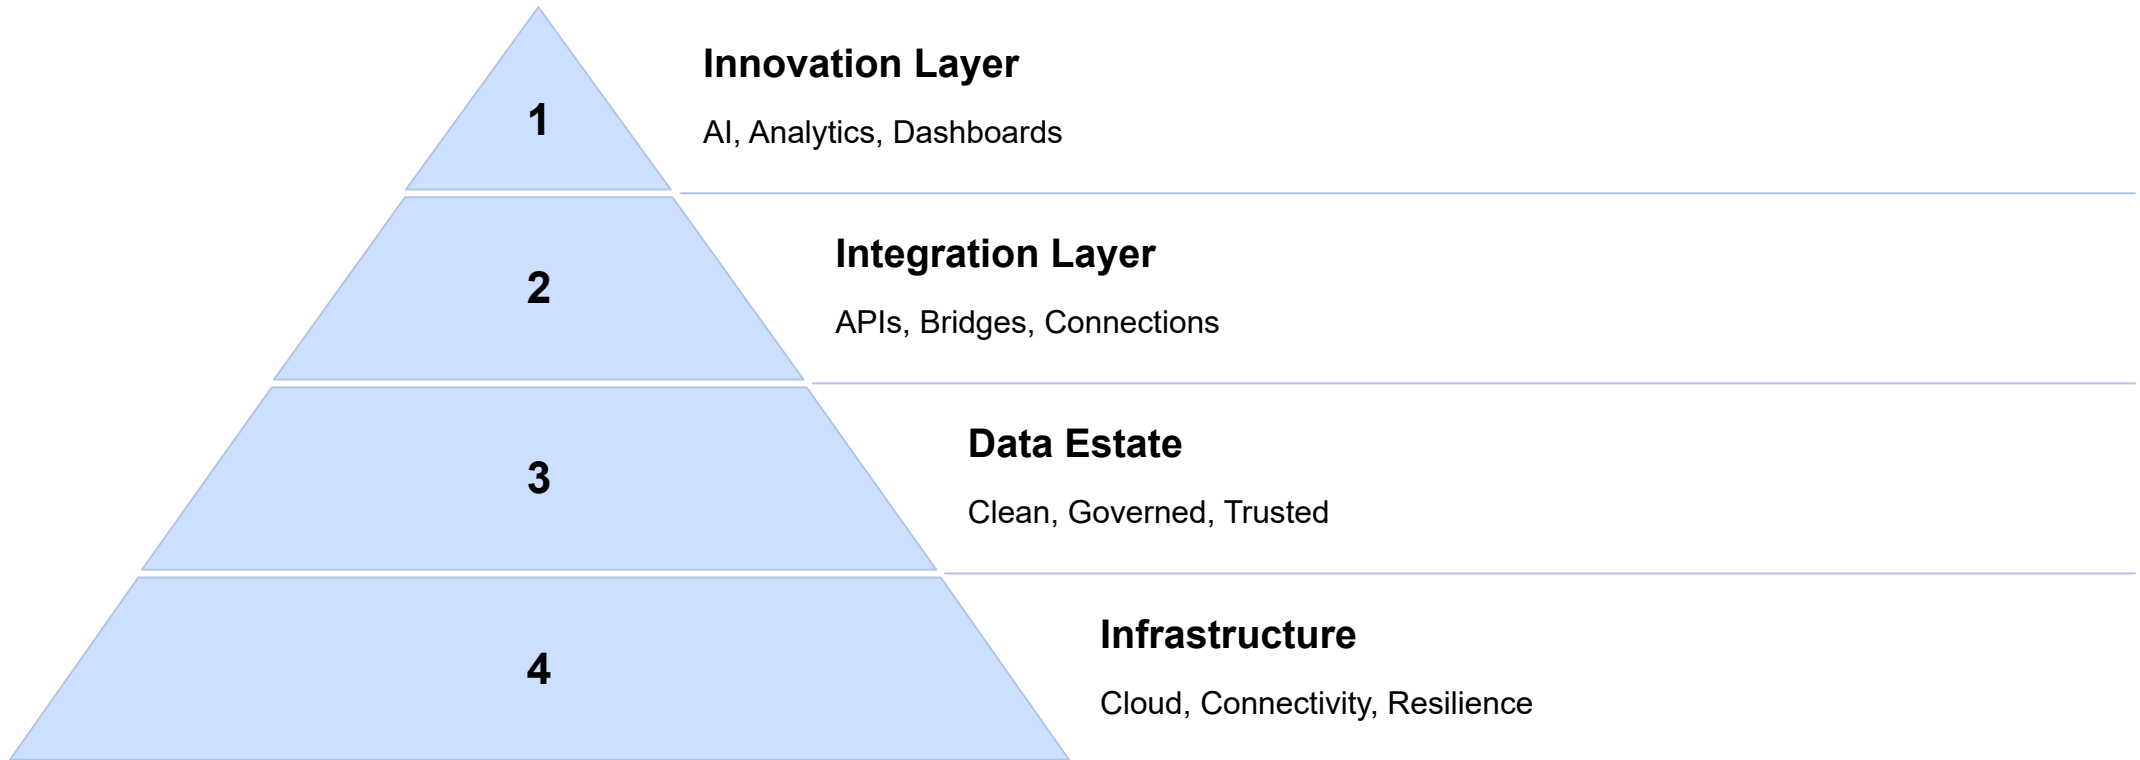 1
Innovation Layer
AI, Analytics, Dashboards
2
Integration Layer
APIs, Bridges, Connections
3
Data Estate
Clean, Governed, Trusted
4
Infrastructure
Cloud, Connectivity, Resilience